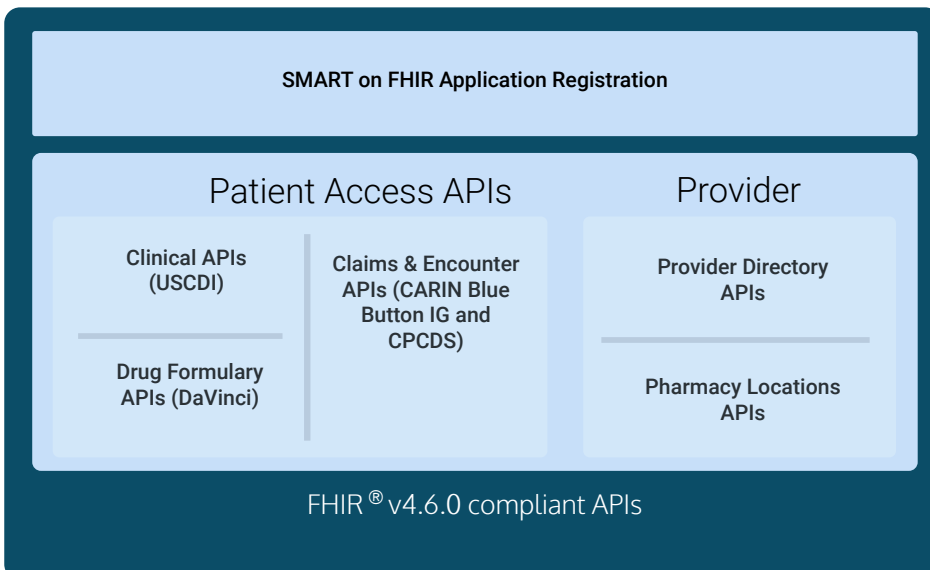 SMART on FHIR Application Registration
Patient Access APIs
Clinical APIs
(USCDI)
Drug Formulary
APIs (DaVinci)
Claims & Encounter
APIs (CARIN Blue
Button IG and
CPCDS)
Provider
Provider Directory
APIs
Pharmacy Locations
APIs
FHIR ® v4.6.0 compliant APIs